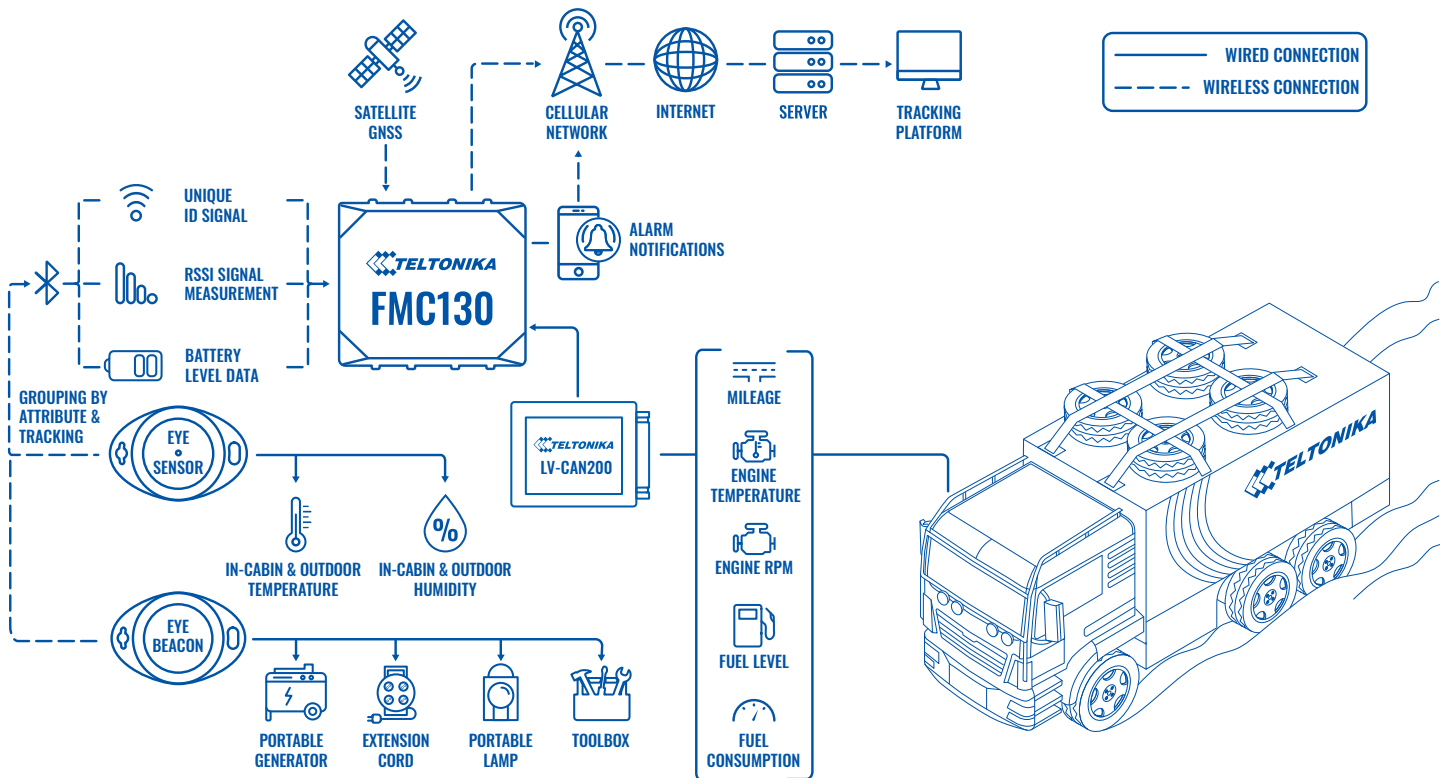 SATELLITE
GNSS
CELLULAR
NETWORK
INTERNET
SERVER
TRACKING
PLATFORM
WIRED CONNECTION
WIRELESS CONNECTION
UNIQUE
ID SIGNAL
RSSI SIGNAL
MEASUREMENT
BATTERY
LEVEL DATA
TELTONIKA
FMC130
ALARM
NOTIFICATIONS
GROUPING BY
ATTRIBUTE &
TRACKING
EYE
SENSOR
IN-CABIN & OUTDOOR
TEMPERATURE
%
IN-CABIN & OUTDOOR
HUMIDITY
TELTONIKA
LV-CAN200
MILEAGE
ENGINE
TEMPERATURE
ENGINE RPM
FUEL LEVEL
FUEL
CONSUMPTION
TELTONIKA
EYE
BEACON
PORTABLE
GENERATOR
EXTENSION
CORD
PORTABLE
LAMP
TOOLBOX